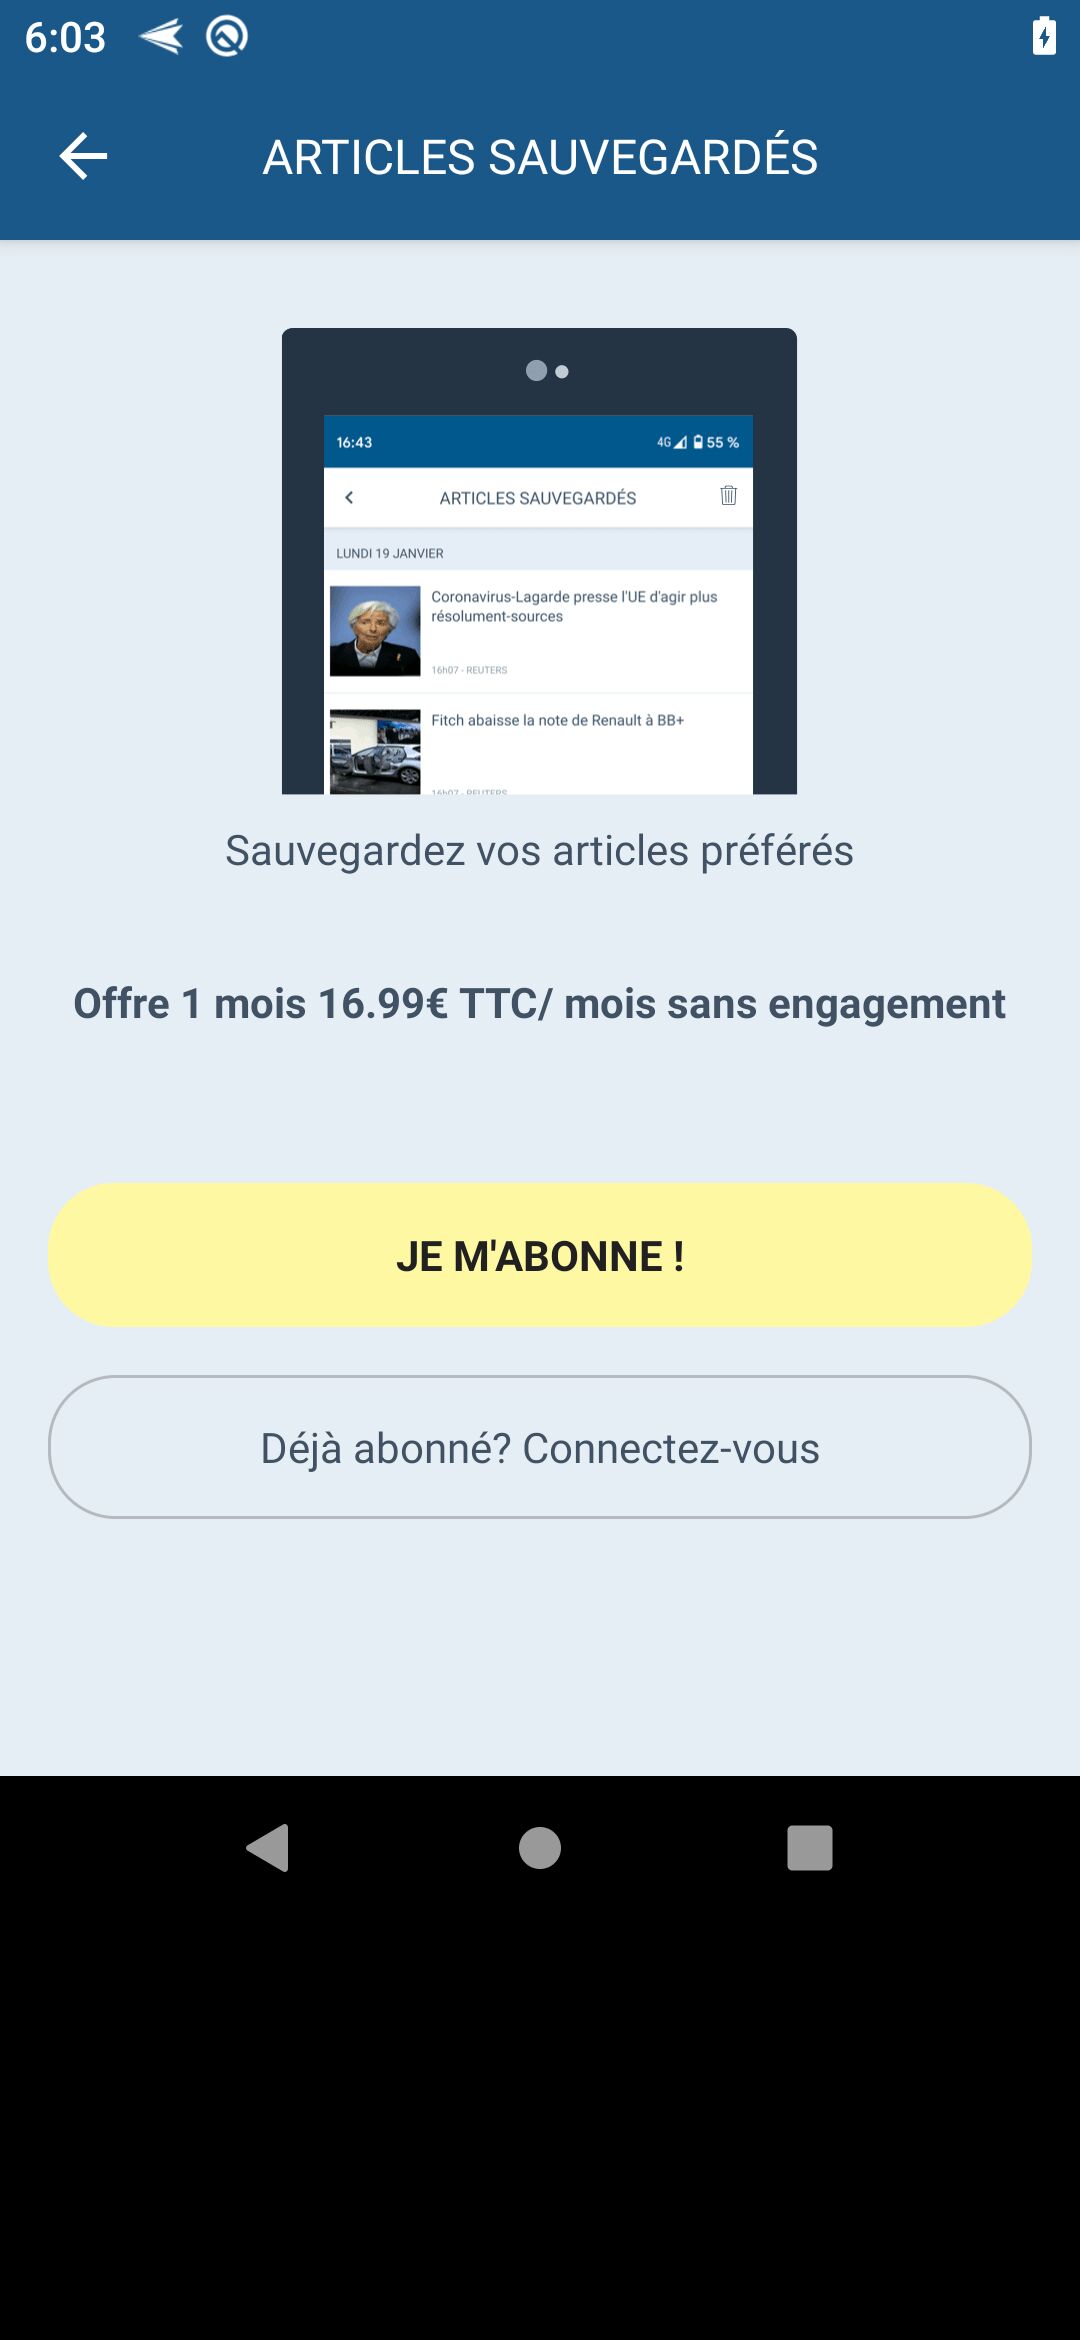 6:03
ARTICLES SAUVEGARDÉS
16:43
4G 55 %
ARTICLES SAUVEGARDÉS
LUNDI 19 JANVIER
Coronavirus-Lagarde presse l'UE d'agir plus
résolument-sources
16h07 - REUTERS
Fitch abaisse la note de Renault à BB+
16h07 - REUTERS
Sauvegardez vos articles préférés
Offre 1 mois 16.99€ TTC/ mois sans engagement
JE M'ABONNE !
Déjà abonné? Connectez-vous